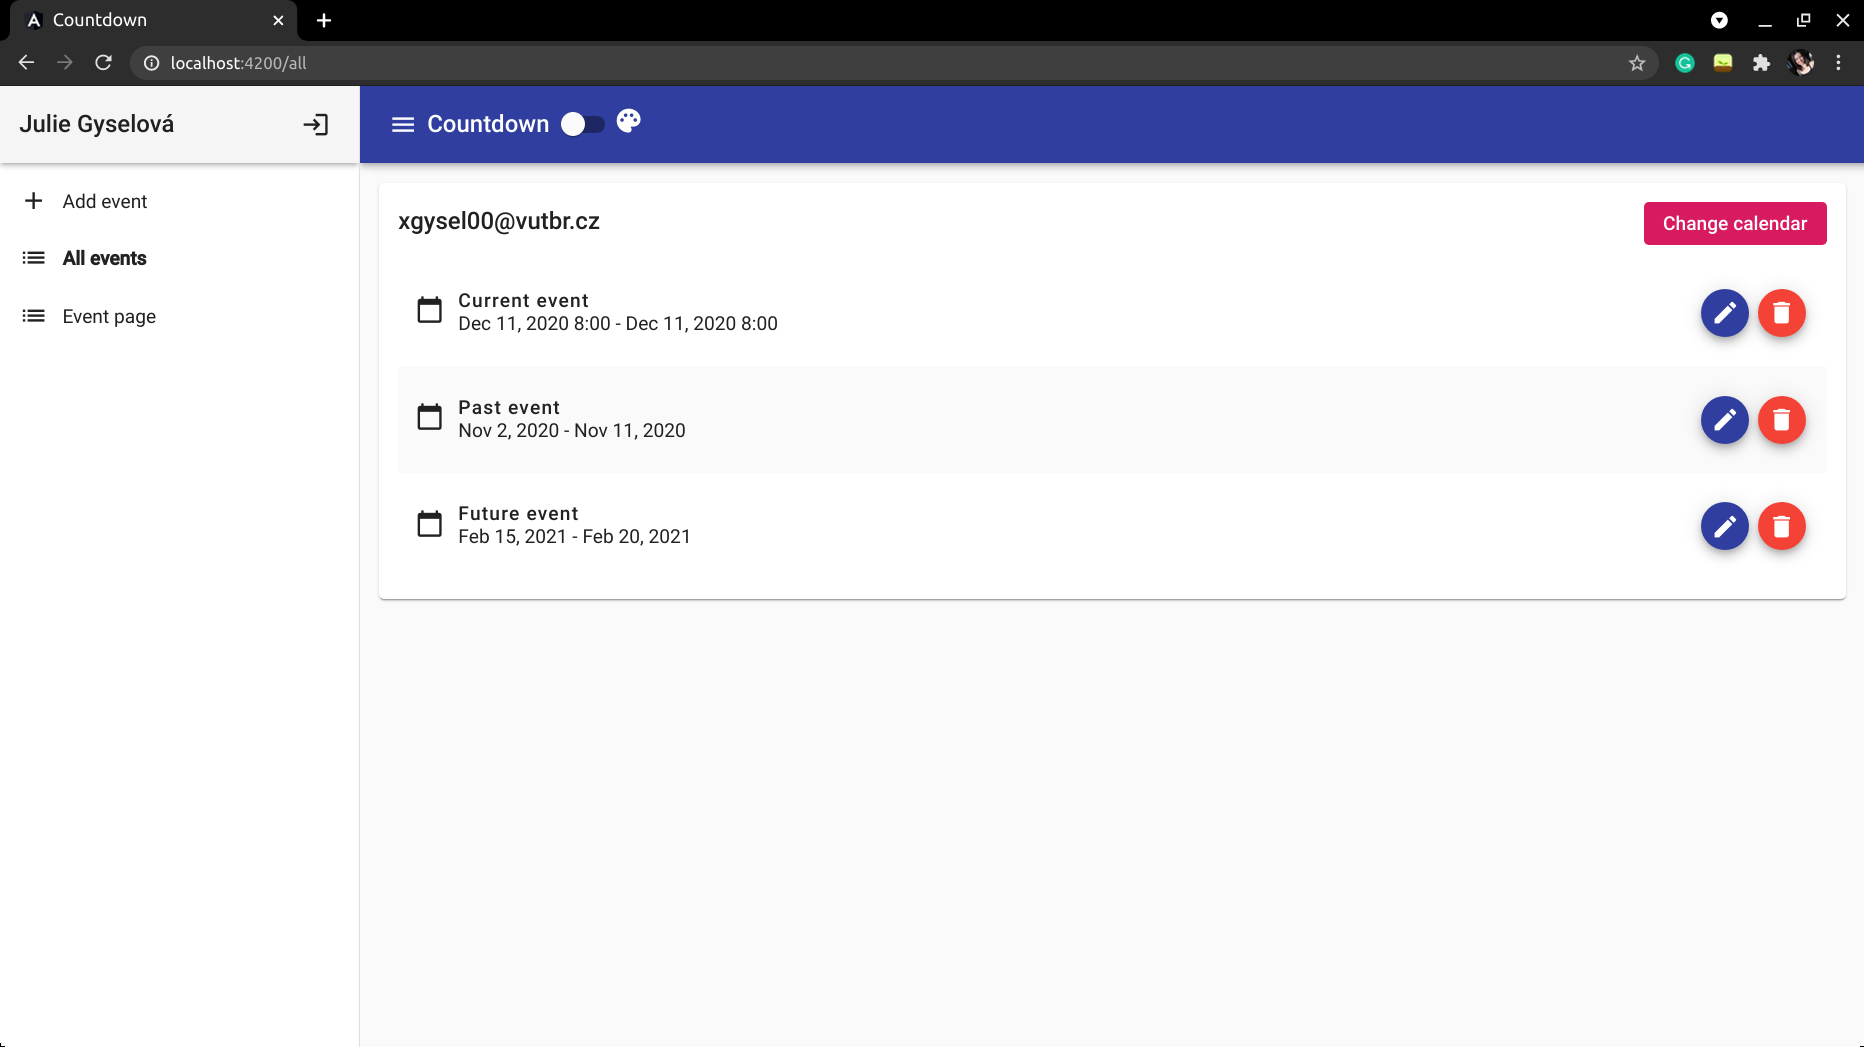 Countdown
localhost:4200/all
Julie Gyselová
Countdown
Add event
All events
Event page
xgysel00@vutbr.cz
Change calendar
Current event
Dec 11, 2020 8:00 - Dec 11, 2020 8:00
Past event
Nov 2, 2020 - Nov 11, 2020
Future event
Feb 15, 2021 - Feb 20, 2021